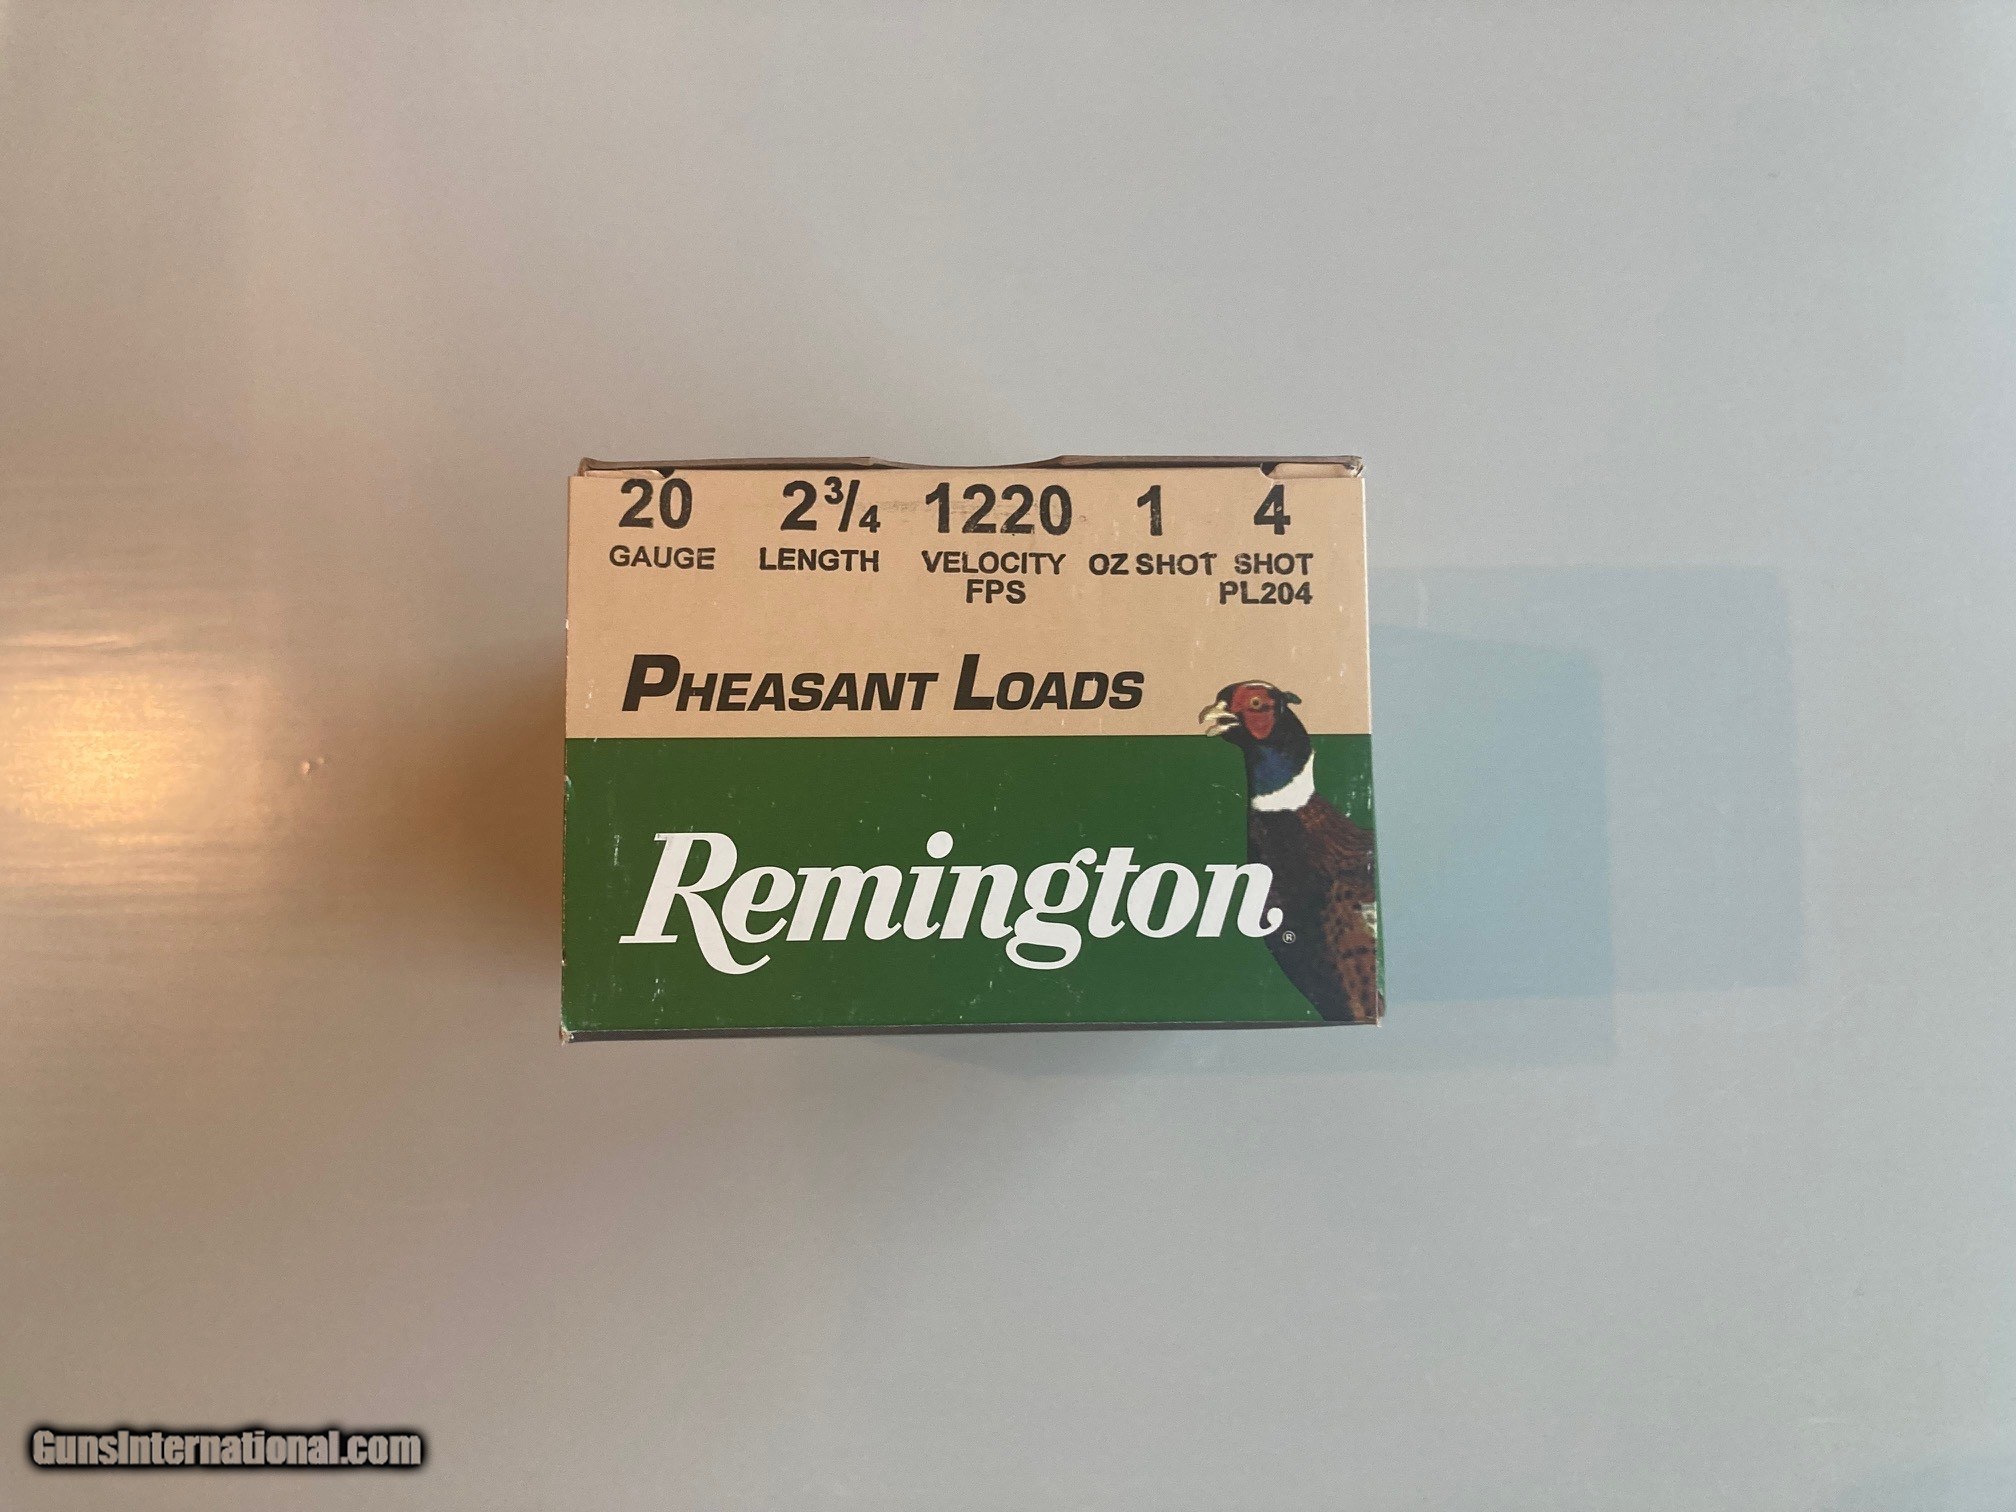 20 2¾ 1220 1 4
GAUGE LENGTH VELOCITY OZ SHOT SHOT
FPS PL204
PHEASANT LOADS
Remington®
GunsInternational.com